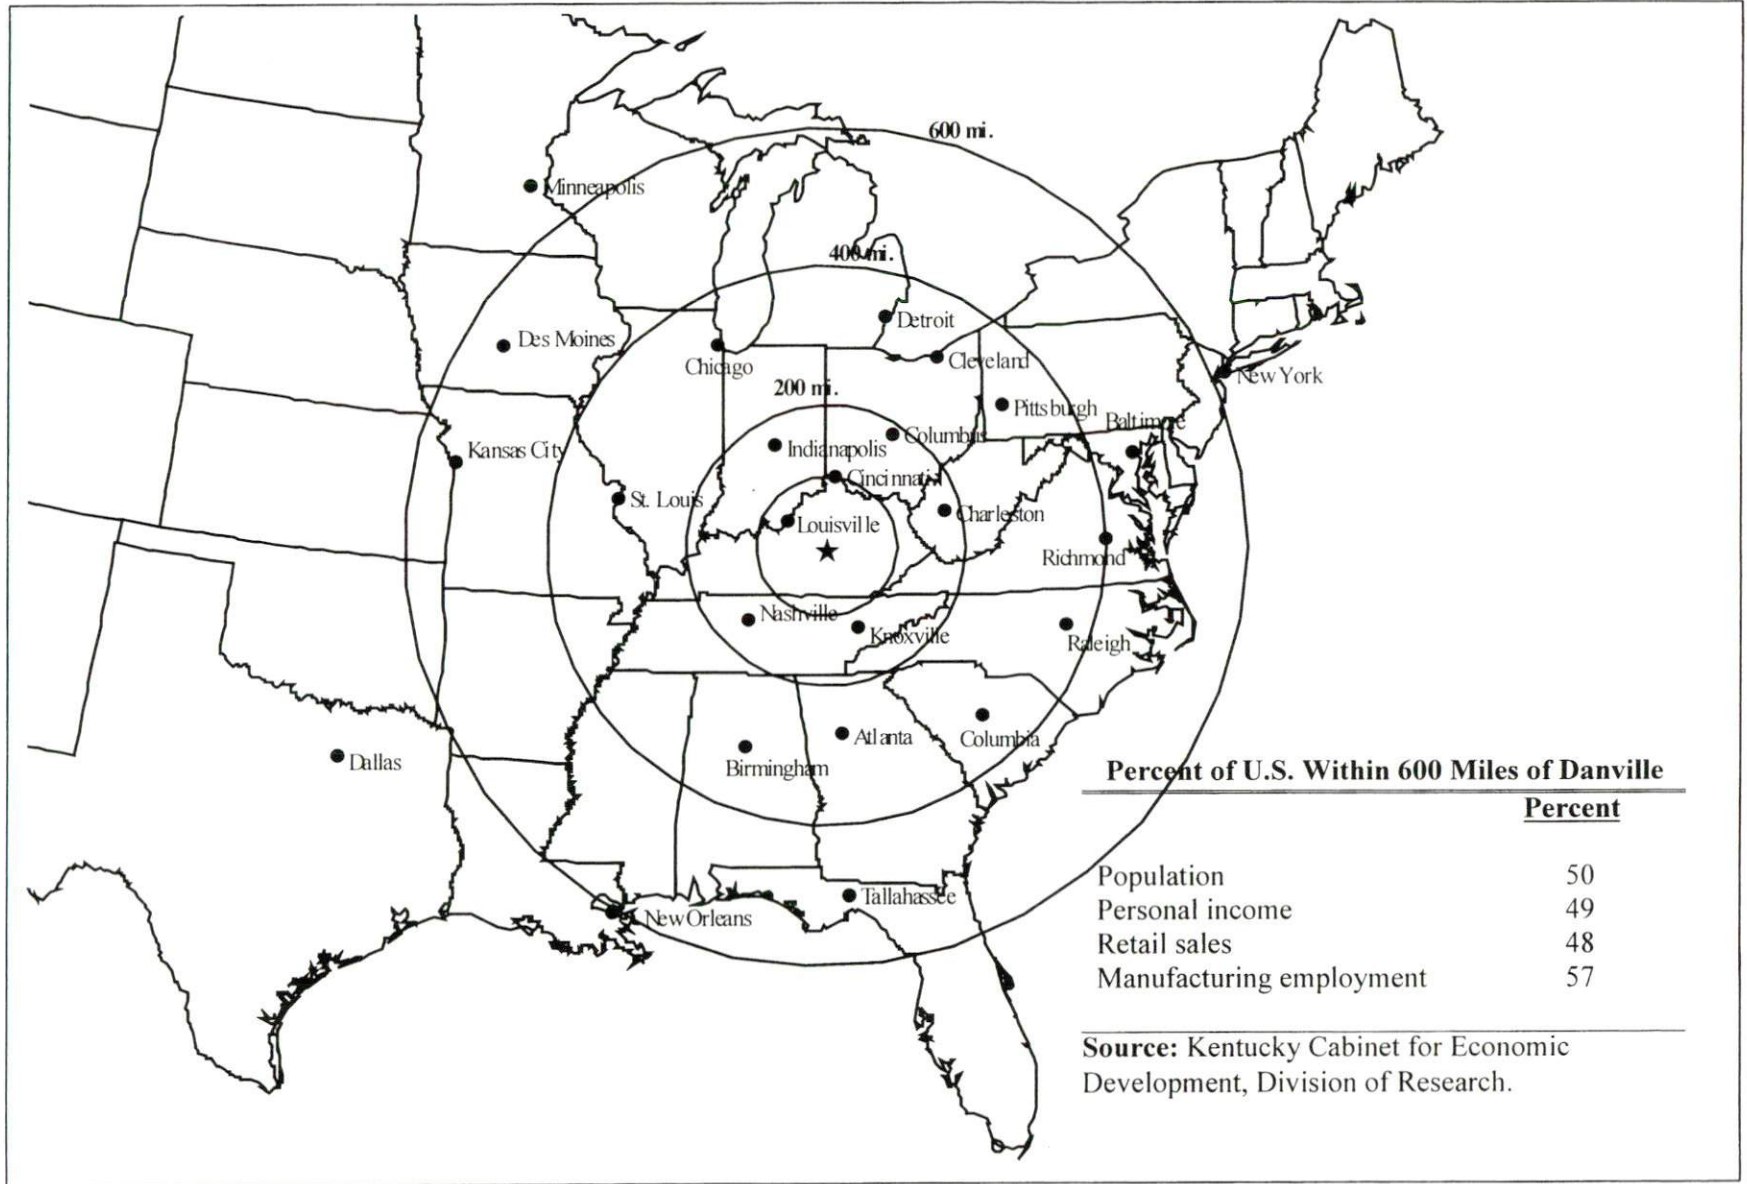 600 mi.
Minneapolis
400 mi.
Detroit
Des Moines
Chicago
Cleveland
New York
200 mi.
Pittsburgh
Baltimore
Columbus
Indianapolis
Kansas City
Cincinnati
St. Louis
Charleston
Louisville
Richmond
Nashville
Knoxville
Raleigh
Atlanta
Columbia
Birmingham
Dallas
Tallahassee
New Orleans
Percent of U.S. Within 600 Miles of Danville
Percent
Population 50
Personal income 49
Retail sales 48
Manufacturing employment 57
Source: Kentucky Cabinet for Economic
Development, Division of Research.